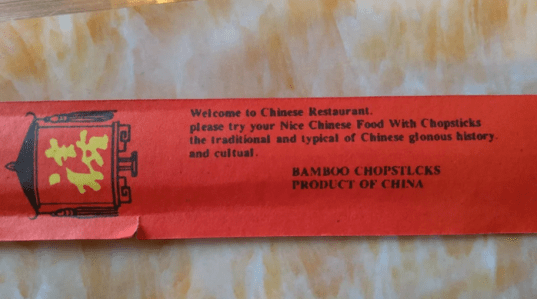 Welcome to Chinese Restaurant.
please try your Nice Chinese Food With Chopsticks
the traditional and typical of Chinese glonous history.
and cultual.
BAMBOO CHOPSTLCKS
PRODUCT OF CHINA